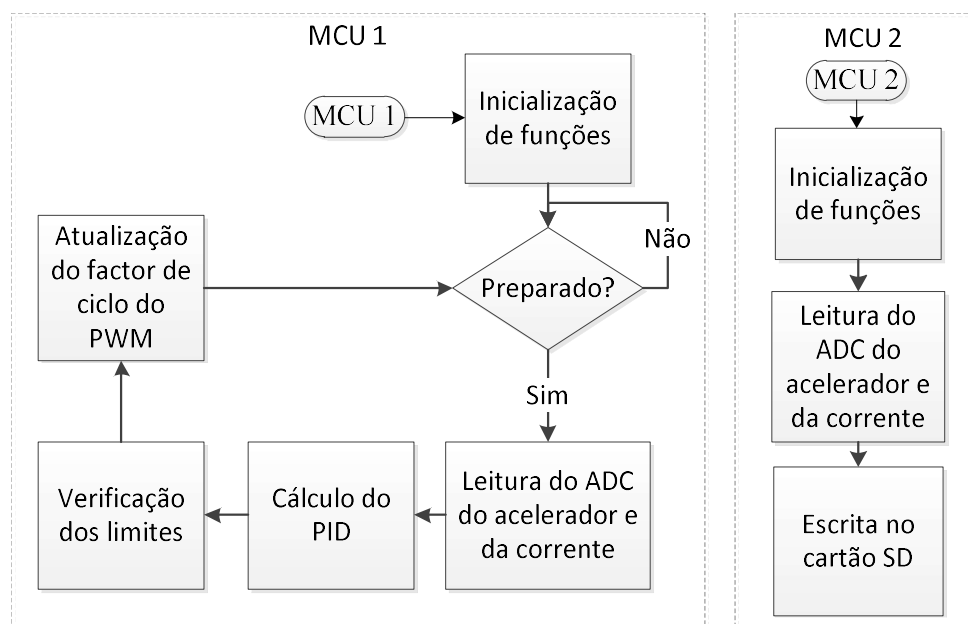 MCU 1
MCU 1
Inicialização
de funções
Preparado?
Não
Sim
Leitura do ADC
do acelerador e
da corrente
Cálculo do
PID
Verificação
dos limites
Atualização
do factor de
ciclo do
PWM
MCU 2
MCU 2
Inicialização
de funções
Leitura do
ADC do
acelerador e
da corrente
Escrita no
cartão SD